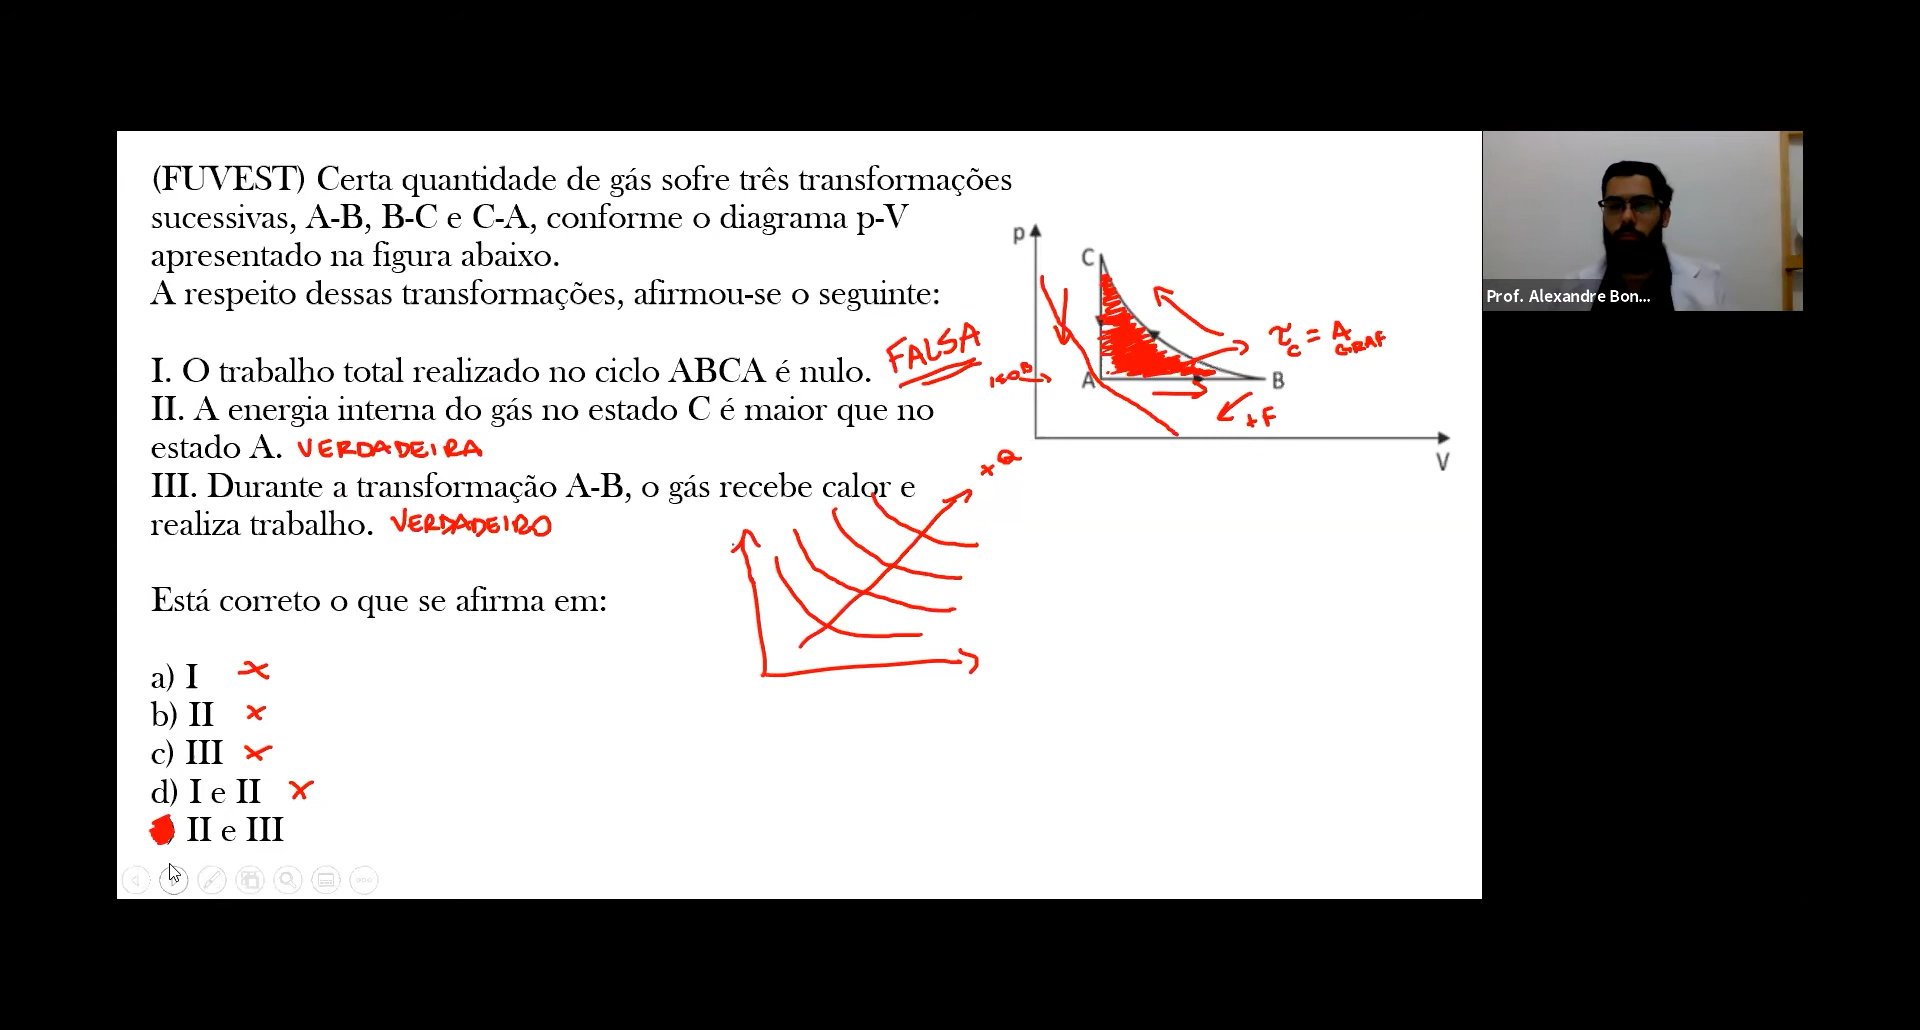 (FUVEST) Certa quantidade de gás sofre três transformações
sucessivas, A-B, B-C e C-A, conforme o diagrama p-V
apresentado na figura abaixo.
A respeito dessas transformações, afirmou-se o seguinte:
I. O trabalho total realizado no ciclo ABCA é nulo. FALSA
II. A energia interna do gás no estado C é maior que no
estado A. VERDADEIRA
III. Durante a transformação A-B, o gás recebe calor e
realiza trabalho. VERDADEIRO
Está correto o que se afirma em:
a) I x
b) II x
c) III x
d) I e II x
II e III
p
C
ISOB
A
B
V
τc = A GRAF
+F
+Q
Prof. Alexandre Bon...